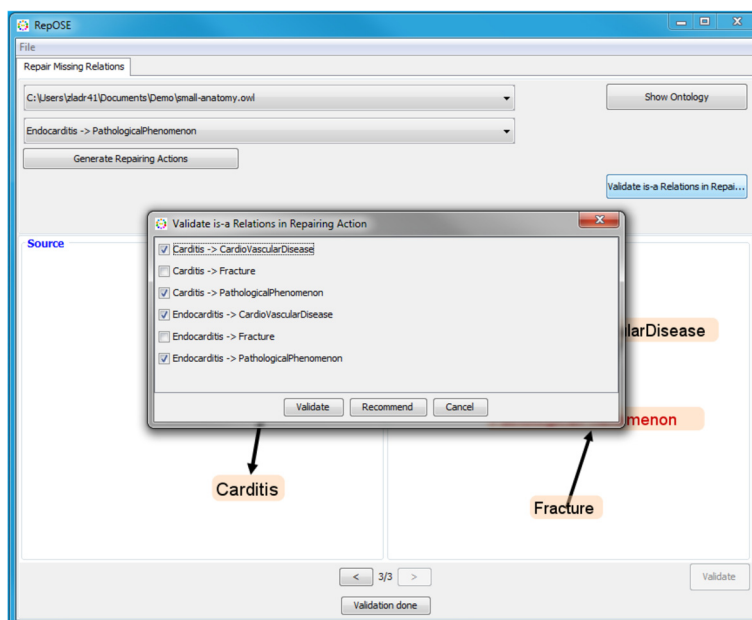 RepOSE
File
Repair Missing Relations
C:\Users\zladr41\Documents\Demo\small-anatomy.owl
Show Ontology
Endocarditis -> PathologicalPhenomenon
Generate Repairing Actions
Validate is-a Relations in Repai...
Validate is-a Relations in Repairing Action
Source
Carditis -> CardioVascularDisease
Carditis -> Fracture
Carditis -> PathologicalPhenomenon
Endocarditis -> CardioVascularDisease
Endocarditis -> Fracture
Endocarditis -> PathologicalPhenomenon
larDisease
Validate
Recommend
Cancel
menon
Carditis
Fracture
<
3/3
>
Validate
Validation done